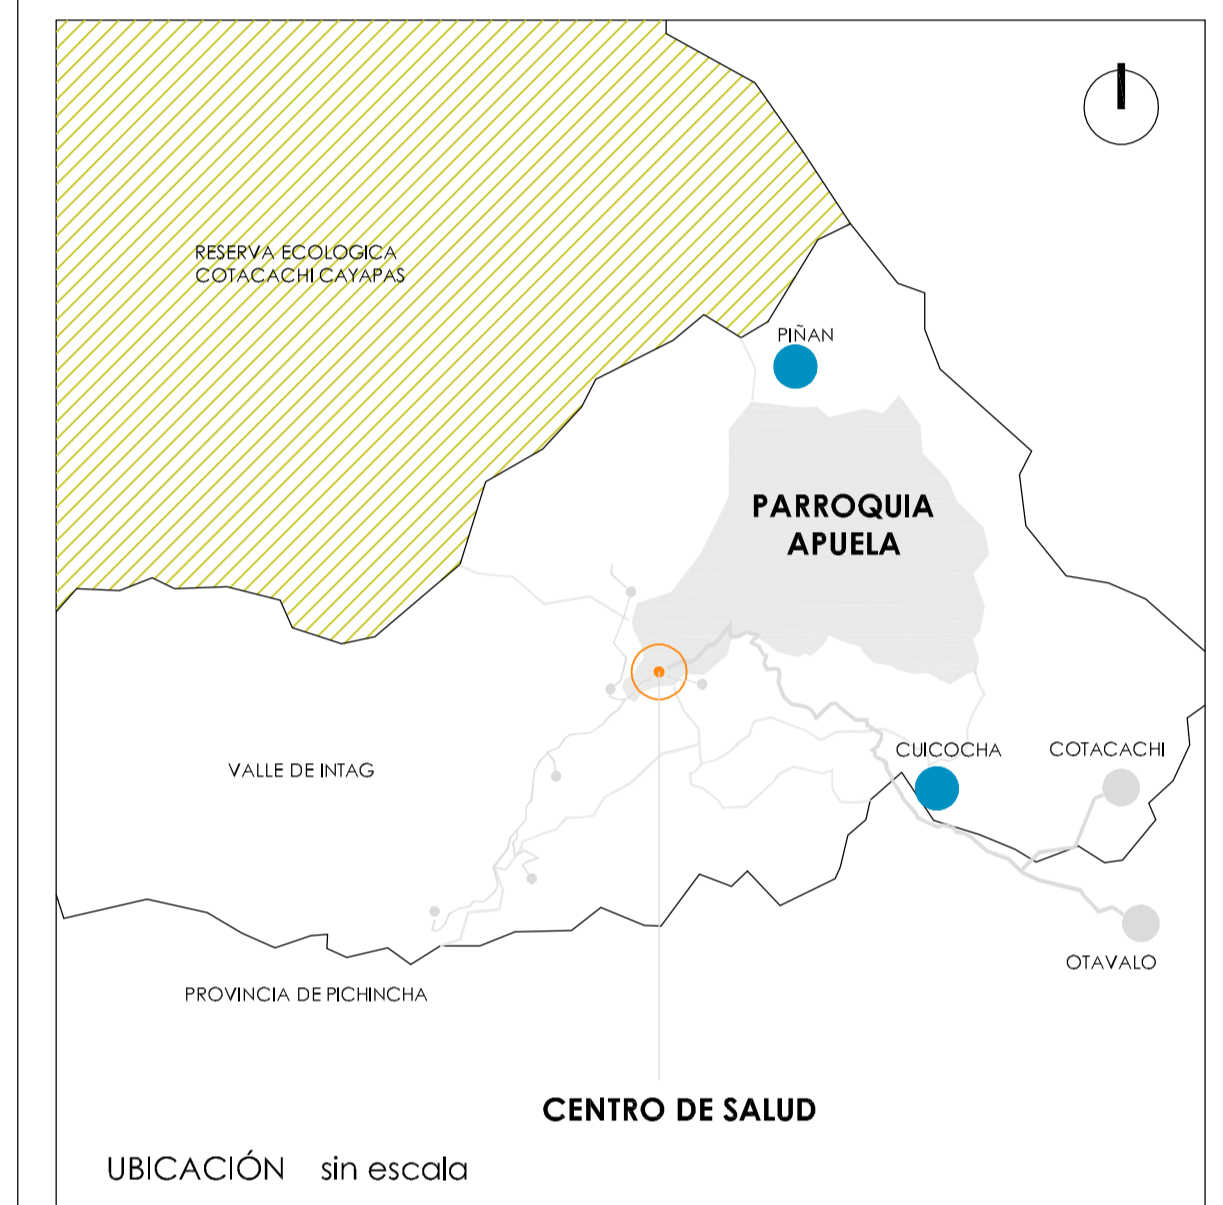 RESERVA ECOLOGICA
COTACACHI CAYAPAS
PIÑAN
PARROQUIA
APUELA
CUICOCHA
COTACACHI
VALLE DE INTAG
OTAVALO
PROVINCIA DE PICHINCHA
CENTRO DE SALUD
UBICACIÓN sin escala